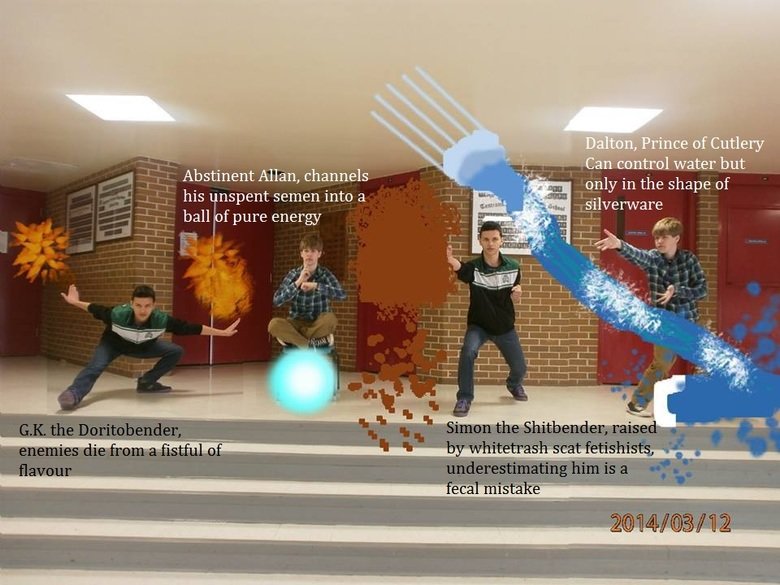 Dalton, Prince of Cutlery
Can control water but
only in the shape of
silverware
Abstinent Allan, channels
his unspent semen into a
ball of pure energy
G.K. the Doritobender,
enemies die from a fistful of
flavour
Simon the Shitbender, raised
by whitetrash scat fetishists,
underestimating him is a
fecal mistake
2014/03/12